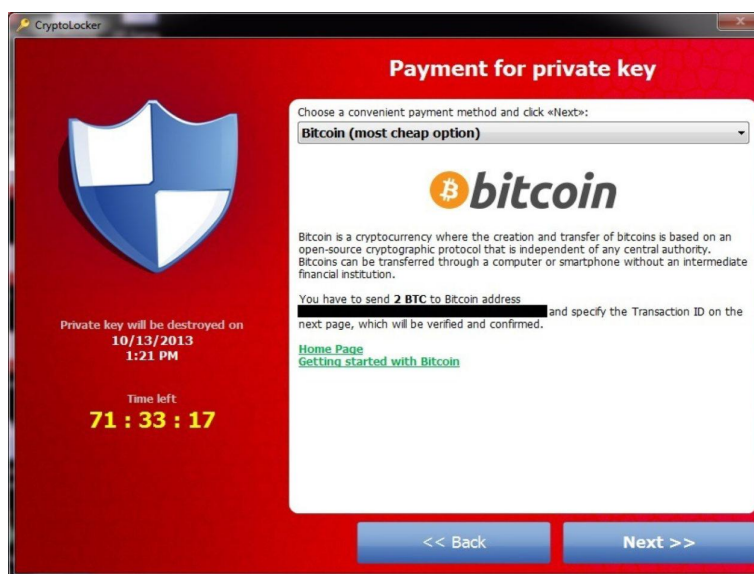 CryptoLocker
Payment for private key
Choose a convenient payment method and click «Next»:
Bitcoin (most cheap option)
bitcoin
Bitcoin is a cryptocurrency where the creation and transfer of bitcoins is based on an
open-source cryptographic protocol that is independent of any central authority.
Bitcoins can be transferred through a computer or smartphone without an intermediate
financial institution.
You have to send 2 BTC to Bitcoin address
and specify the Transaction ID on the
next page, which will be verified and confirmed.
Home Page
Getting started with Bitcoin
Private key will be destroyed on
10/13/2013
1:21 PM
Time left
71 : 33 : 17
<< Back
Next >>